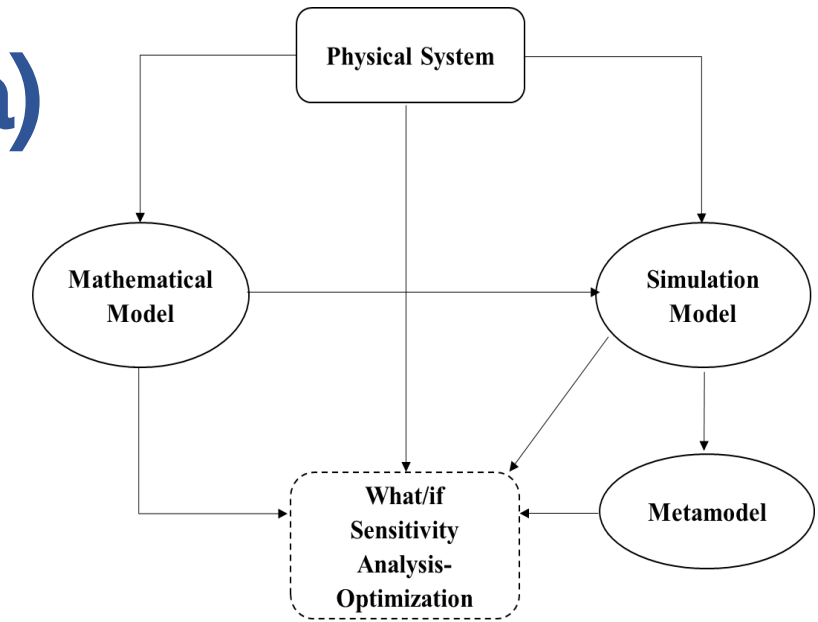 a)
Physical System
Mathematical
Model
Simulation
Model
What/if
Sensitivity
Analysis-
Optimization
Metamodel